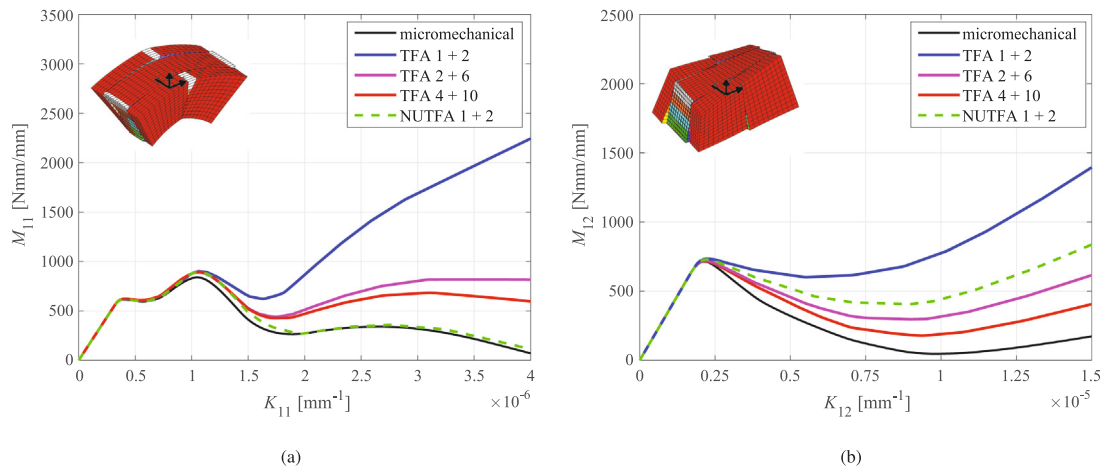 3500
3000
2500
2000
1500
1000
500
0
M11 [Nmm/mm]
micromechanical
TFA 1 + 2
TFA 2 + 6
TFA 4 + 10
NUTFA 1 + 2
0 0.5 1 1.5 2 2.5 3 3.5 4
K11 [mm-1]
×10-6
(a)
2500
2000
1500
1000
500
0
M12 [Nmm/mm]
micromechanical
TFA 1 + 2
TFA 2 + 6
TFA 4 + 10
NUTFA 1 + 2
0 0.25 0.5 0.75 1 1.25 1.5
K12 [mm-1]
×10-5
(b)